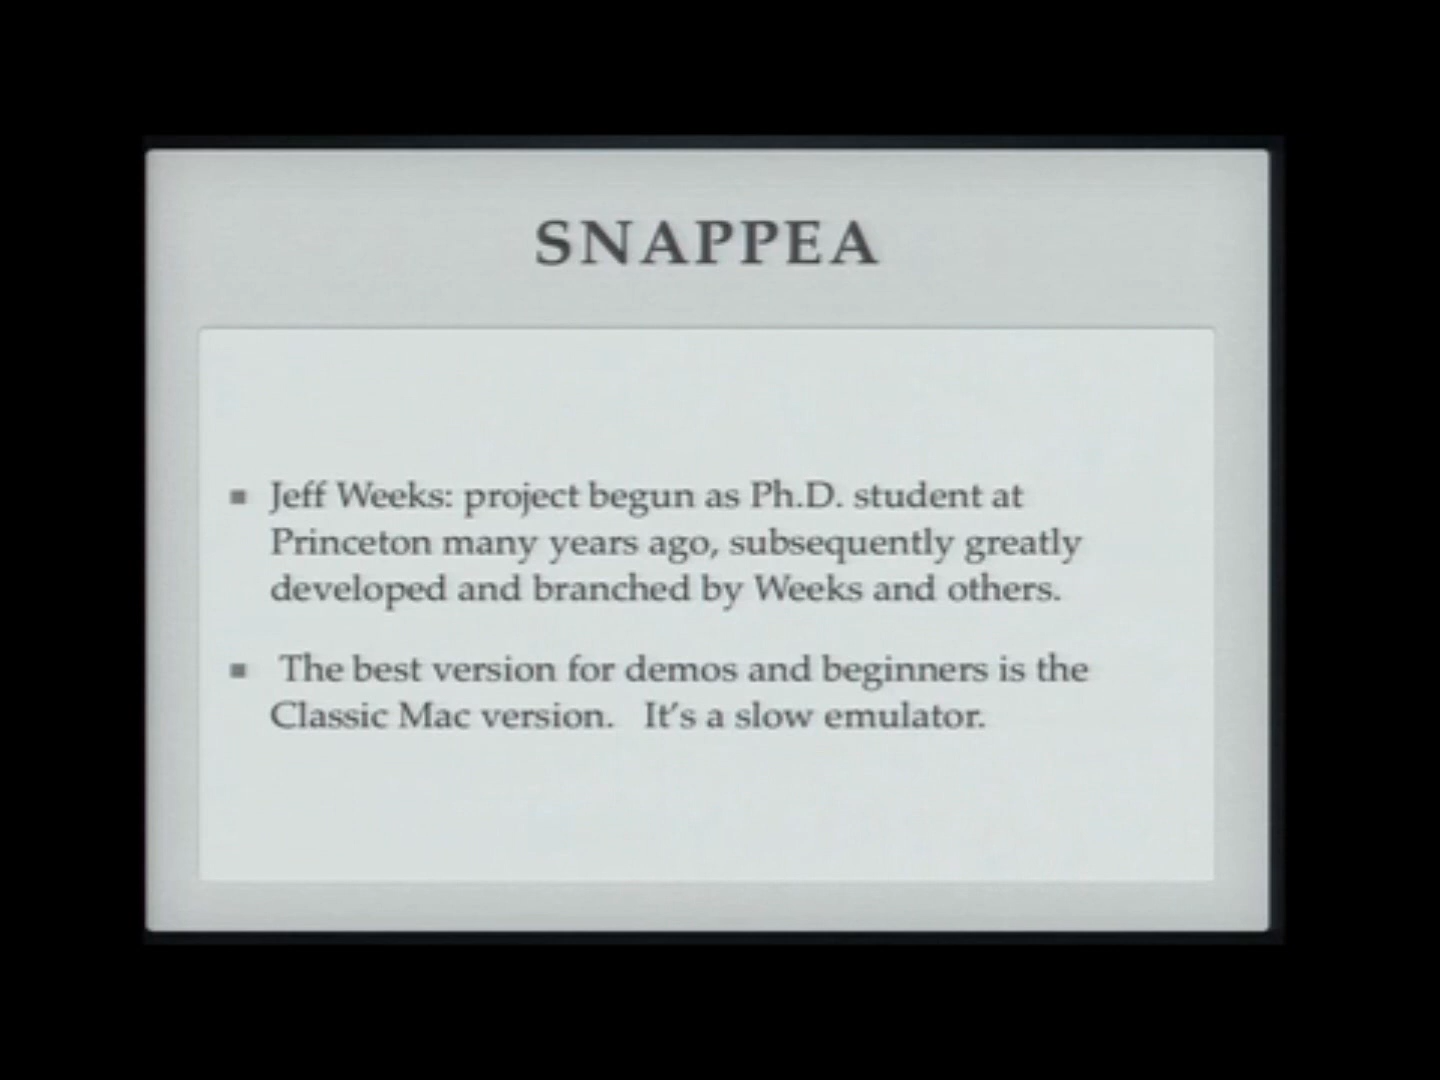 SNAPPEA
Jeff Weeks: project begun as Ph.D. student at
Princeton many years ago, subsequently greatly
developed and branched by Weeks and others.
The best version for demos and beginners is the
Classic Mac version. It's a slow emulator.